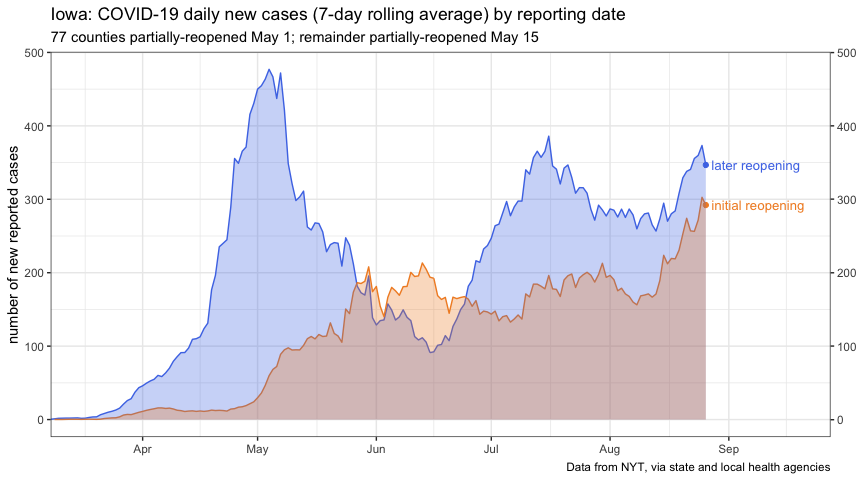 Iowa: COVID-19 daily new cases (7-day rolling average) by reporting date
77 counties partially-reopened May 1; remainder partially-reopened May 15
number of new reported cases
500
400
300
200
100
0
500
400
300
200
100
0
later reopening
initial reopening
Apr May Jun Jul Aug Sep
Data from NYT, via state and local health agencies